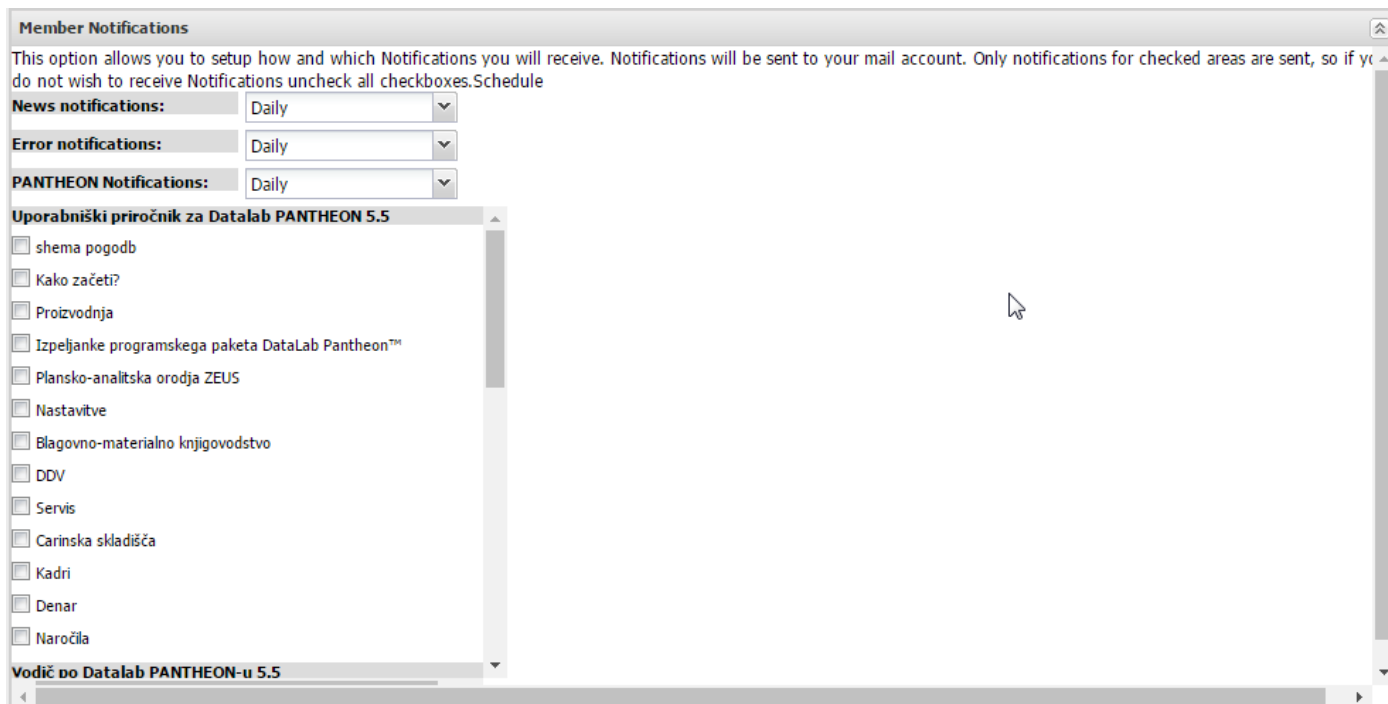 Member Notifications
This option allows you to setup how and which Notifications you will receive. Notifications will be sent to your mail account. Only notifications for checked areas are sent, so if
do not wish to receive Notifications uncheck all checkboxes.Schedule
News notifications: Daily
Error notifications: Daily
PANTHEON Notifications: Daily
Uporabniški priročnik za Datalab PANTHEON 5.5
shema pogodb
Kako začeti?
Proizvodnja
Izpeljanke programskega paketa DataLab Pantheon™
Plansko-analitska orodja ZEUS
Nastavitve
Blagovno-materialno knjigovodstvo
DDV
Servis
Carinska skladišča
Kadri
Denar
Naročila
Vodič po Datalab PANTHEON-u 5.5